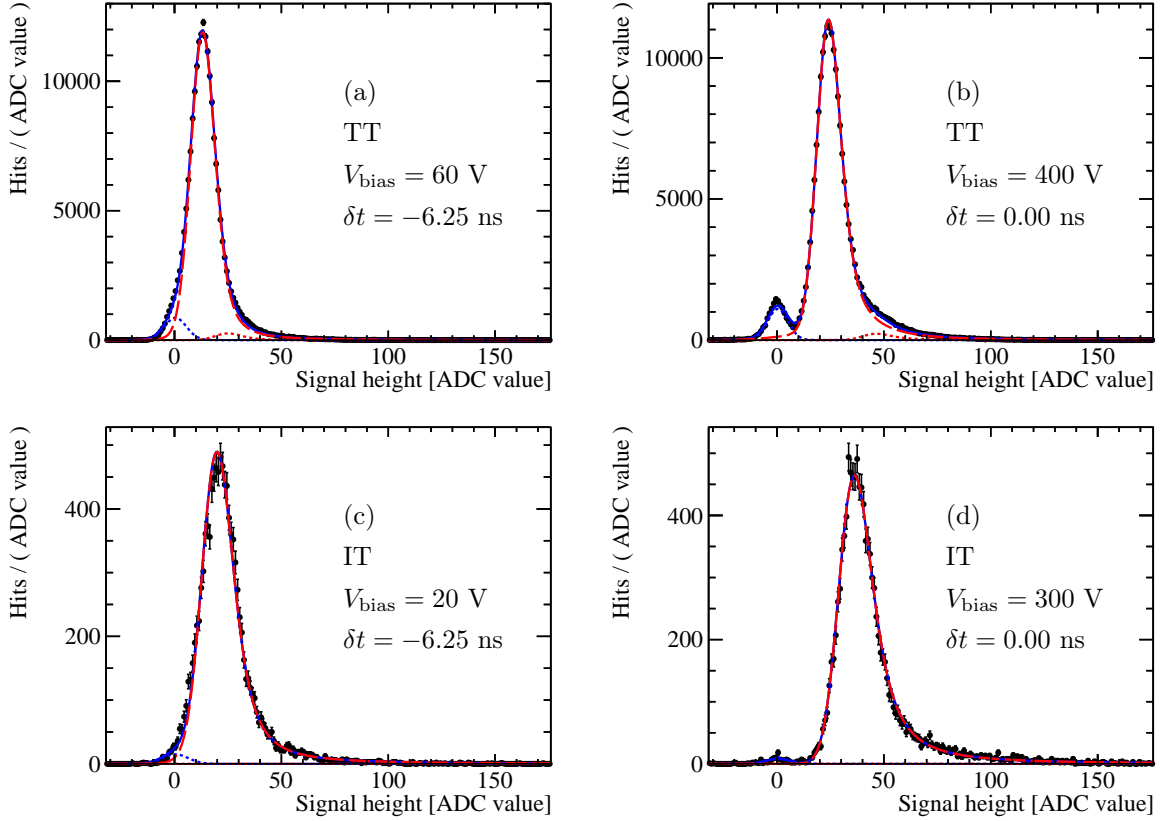 Hits / ( ADC value )
10000
5000
0
0 50 100 150
Signal height [ADC value]
(a)
TT
V_bias = 60 V
δt = −6.25 ns
Hits / ( ADC value )
10000
5000
0
0 50 100 150
Signal height [ADC value]
(b)
TT
V_bias = 400 V
δt = 0.00 ns
Hits / ( ADC value )
400
200
0
0 50 100 150
Signal height [ADC value]
(c)
IT
V_bias = 20 V
δt = −6.25 ns
Hits / ( ADC value )
400
200
0
0 50 100 150
Signal height [ADC value]
(d)
IT
V_bias = 300 V
δt = 0.00 ns